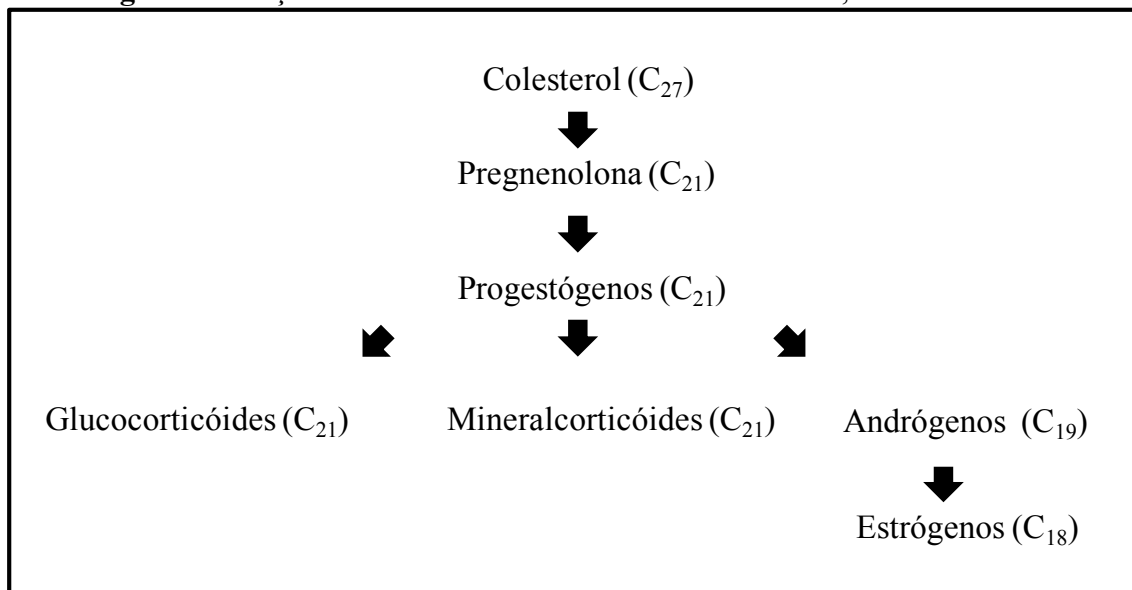 Colesterol (C27)
Pregnenolona (C21)
Progestógenos (C21)
Glucocorticóides (C21) Mineralcorticóides (C21) Andrógenos (C19)
Estrógenos (C18)